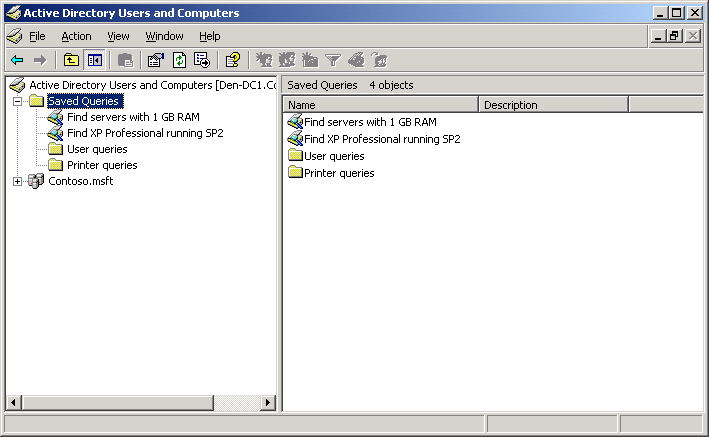 Active Directory Users and Computers
File Action View Window Help
Active Directory Users and Computers [Den-DC1.Co
Saved Queries
Find servers with 1 GB RAM
Find XP Professional running SP2
User queries
Printer queries
Contoso.msft
Saved Queries 4 objects
Name Description
Find servers with 1 GB RAM
Find XP Professional running SP2
User queries
Printer queries